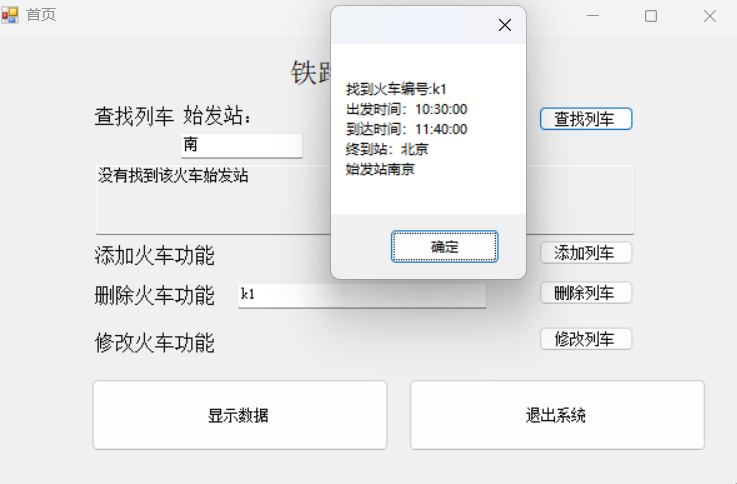 首页
铁路
查找列车 始发站：
查找列车
南
没有找到该火车始发站
找到火车编号:k1
出发时间：10:30:00
到达时间：11:40:00
终到站：北京
始发站南京
确定
添加火车功能
添加列车
删除火车功能
k1
删除列车
修改火车功能
修改列车
显示数据
退出系统